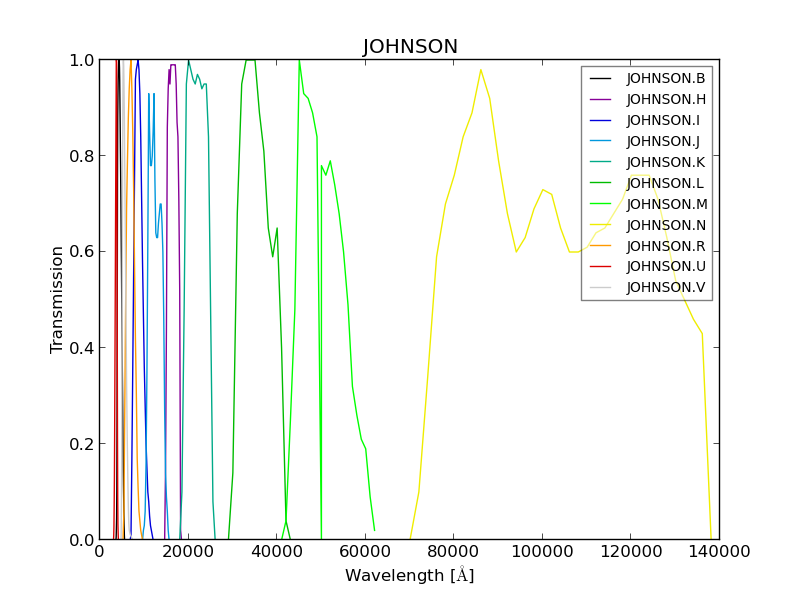 JOHNSON
1.0
0.8
0.6
0.4
0.2
0.0
Transmission
JOHNSON.B
JOHNSON.H
JOHNSON.I
JOHNSON.J
JOHNSON.K
JOHNSON.L
JOHNSON.M
JOHNSON.N
JOHNSON.R
JOHNSON.U
JOHNSON.V
0 20000 40000 60000 80000 100000 120000 140000
Wavelength [Å]